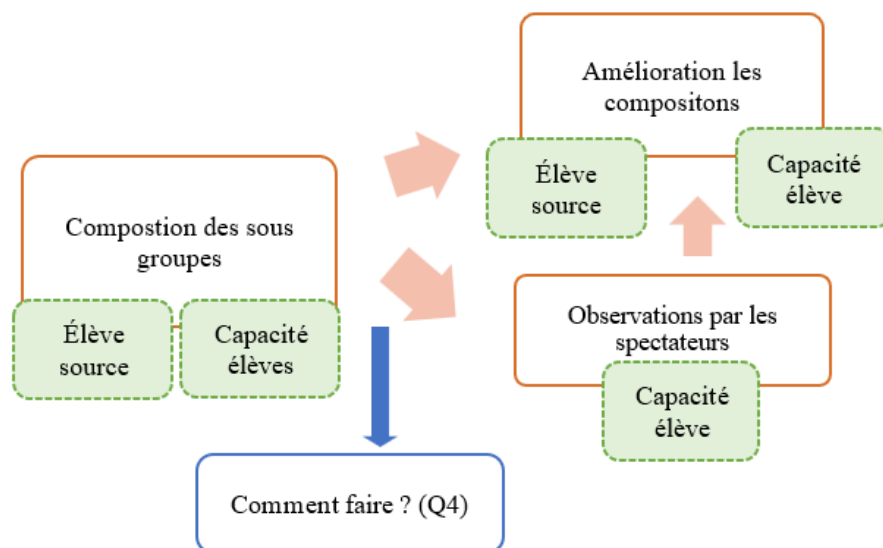 Amélioration les
compositons
Élève
source
Capacité
élève
Compostion des sous
groupes
Élève
source
Capacité
élèves
Observations par les
spectateurs
Capacité
élève
Comment faire ? (Q4)